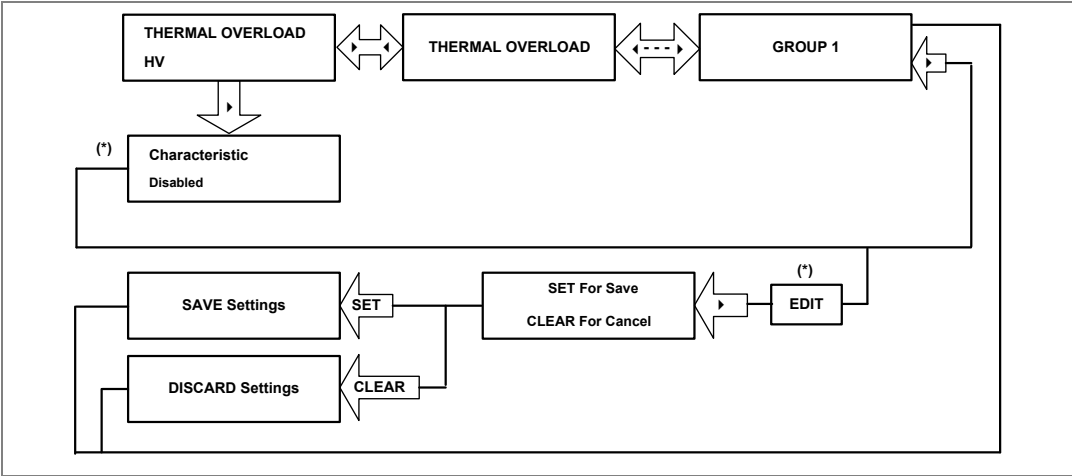 THERMAL OVERLOAD
HV
THERMAL OVERLOAD
GROUP 1
(*)
Characteristic
Disabled
(*)
SAVE Settings
SET
SET For Save
CLEAR For Cancel
EDIT
DISCARD Settings
CLEAR